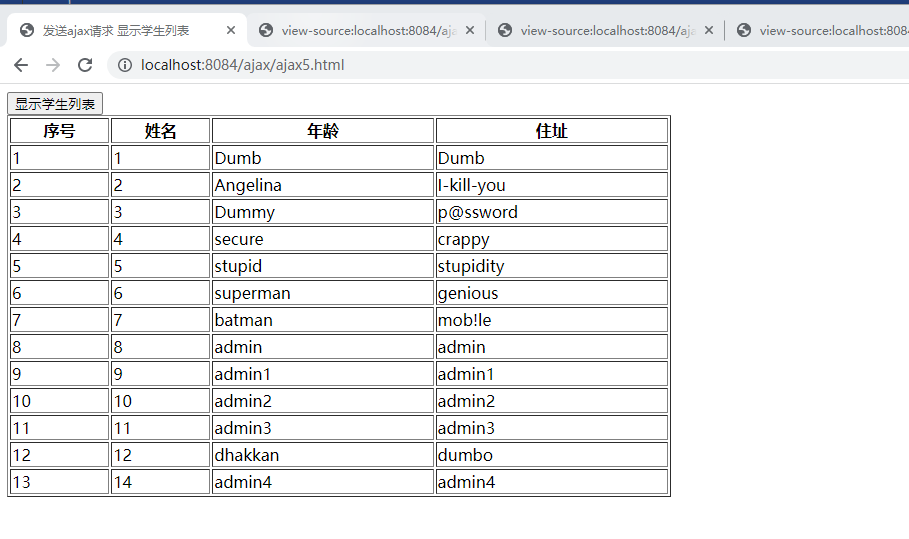 发送ajax请求 显示学生列表 view-source:localhost:8084/aja view-source:localhost:8084/aja view-source:localhost:8084
localhost:8084/ajax/ajax5.html
显示学生列表
序号 姓名 年龄 住址
1 1 Dumb Dumb
2 2 Angelina I-kill-you
3 3 Dummy p@ssword
4 4 secure crappy
5 5 stupid stupidity
6 6 superman genious
7 7 batman mob!le
8 8 admin admin
9 9 admin1 admin1
10 10 admin2 admin2
11 11 admin3 admin3
12 12 dhakkan dumbo
13 14 admin4 admin4